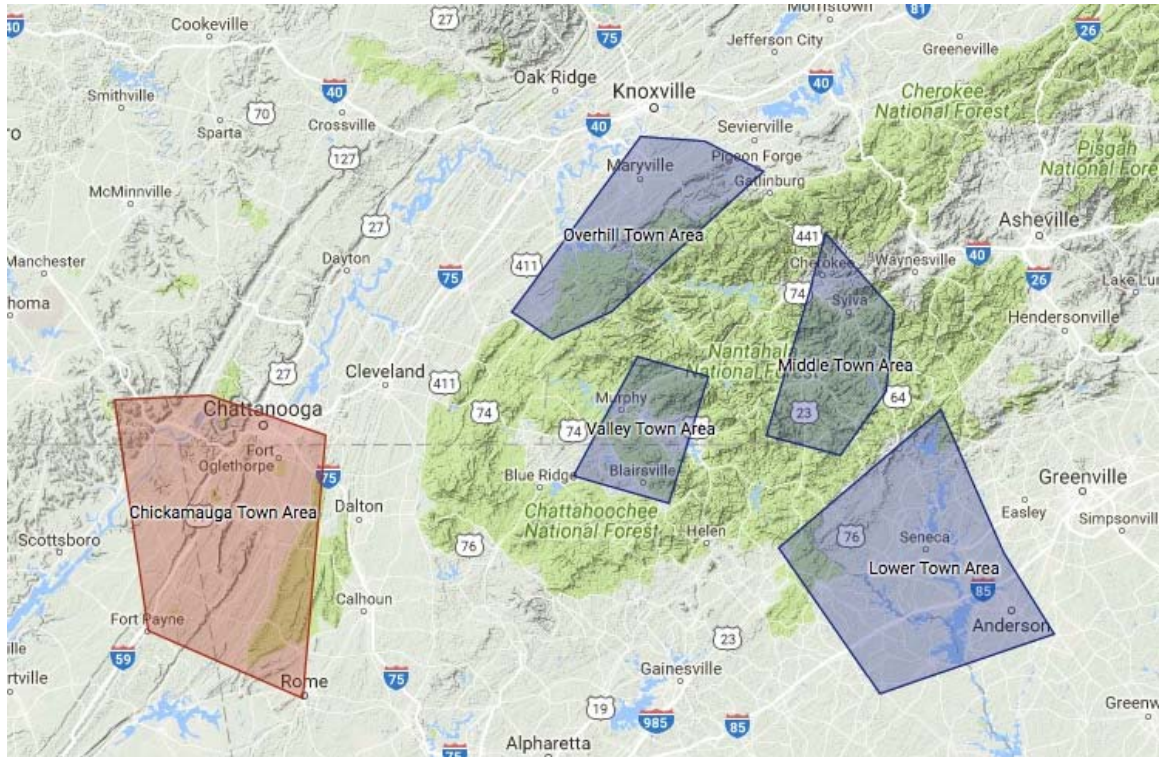 40
Cookeville
27
75
Morristown
81
Jefferson City
Greeneville
26
Smithville
40
Oak Ridge
Knoxville
40
Cherokee
National Forest
70
Sparta
Crossville
40
Sevierville
127
Maryville
Pigeon Forge
Gatlinburg
Pisgah
National Fore
McMinnville
27
Asheville
Overhill Town Area
441
Cherokee
Waynesville
40
Manchester
Dayton
75
411
74
26
Lake Lur
homa
Sylva
Hendersonville
27
Cleveland
411
Nantahala
National Forest
Middle Town Area
Chattanooga
74
Murphy
23
64
74
Valley Town Area
Fort
Oglethorpe
75
Blue Ridge
Blairsville
Greenville
Chickamauga Town Area
Dalton
Chattahoochee
National Forest
Easley
Simpsonvill
Scottsboro
76
Helen
76
Seneca
Lower Town Area
Calhoun
85
Fort Payne
Anderson
59
23
ville
rtville
Rome
75
Gainesville
19
985
85
Greenw
Alpharetta
75